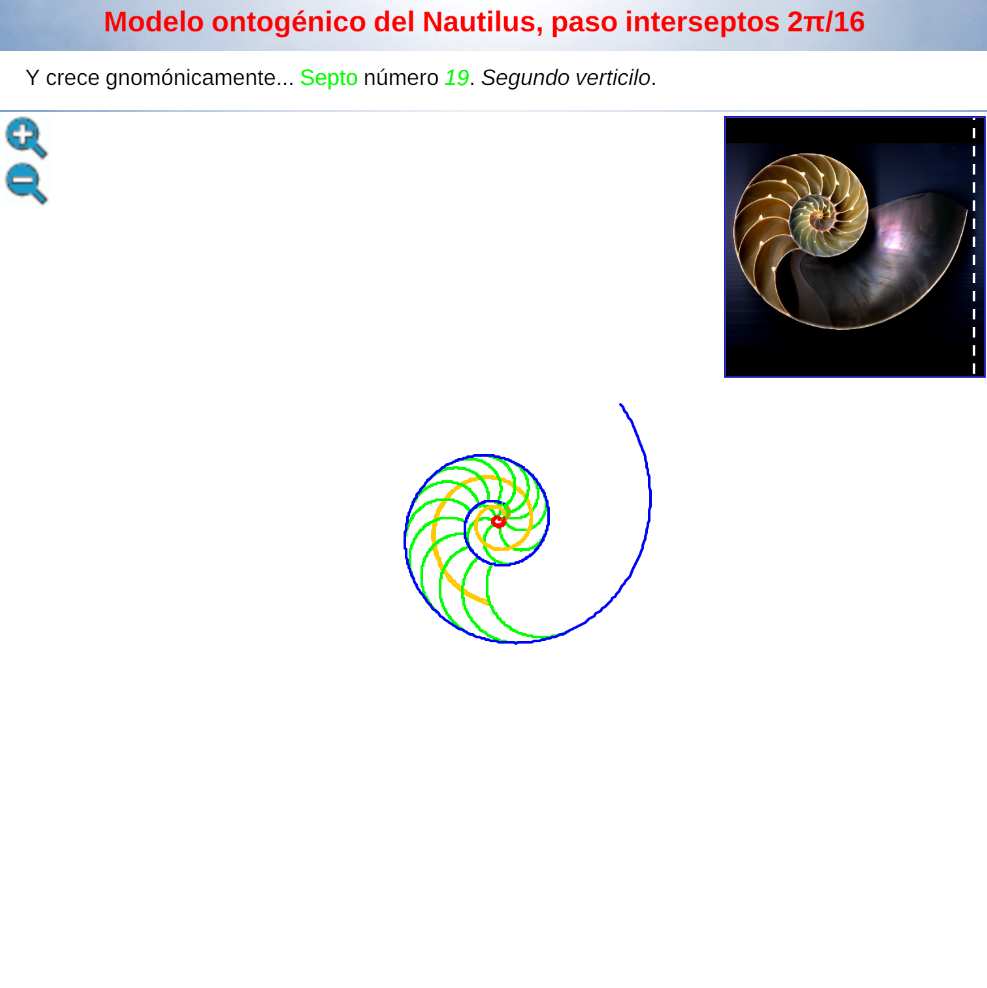 Modelo ontogénico del Nautilus, paso interseptos 2π/16
Y crece gnomónicamente... Septo número 19. Segundo verticilo.